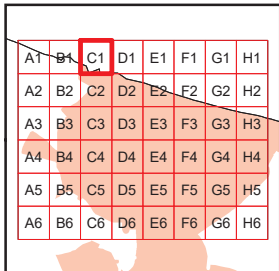 A1 B1 C1 D1 E1 F1 G1 H1
A2 B2 C2 D2 E2 F2 G2 H2
A3 B3 C3 D3 E3 F3 G3 H3
A4 B4 C4 D4 E4 F4 G4 H4
A5 B5 C5 D5 E5 F5 G5 H5
A6 B6 C6 D6 E6 F6 G6 H6